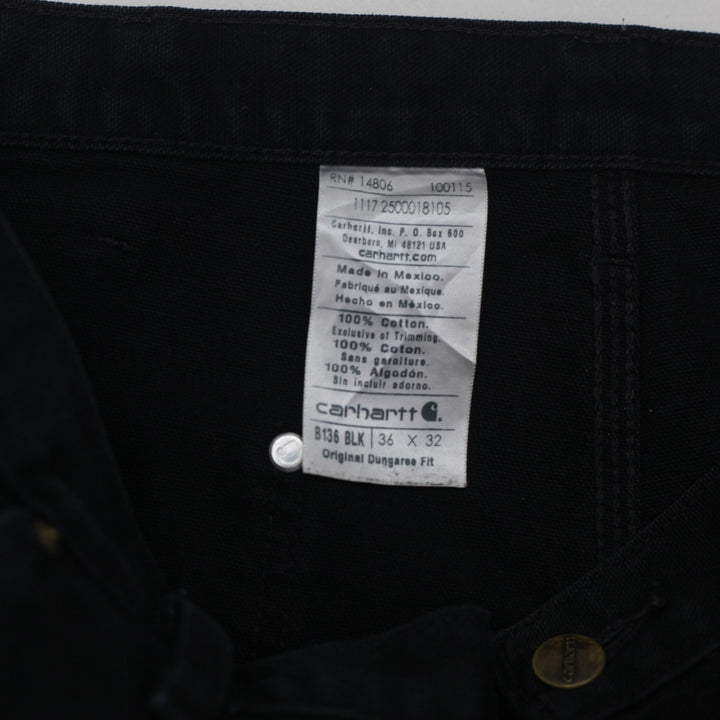 RN# 14806 100115
1117 2500018105
Carhartt, Inc. P. O. Box 600
Dearborn, MI 48121 USA
carhartt.com
Made in Mexico.
Fabriqué au Mexique.
Hecho en México.
100% Cotton.
Exclusive of Trimming.
100% Coton.
Sans garniture.
100% Algodón.
Sin incluir adorno.
carhartt
B136 BLK 36 X 32
Original Dungaree Fit
carhartt